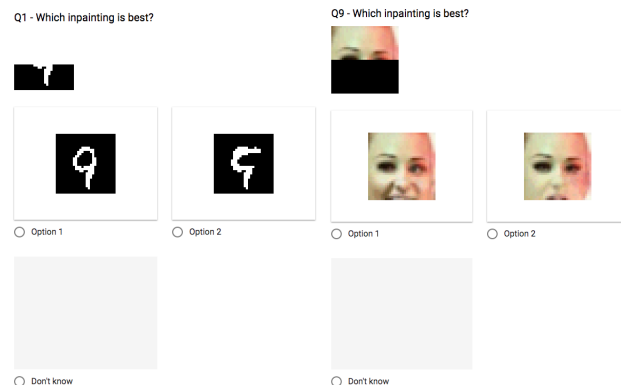 Q1 - Which inpainting is best?
Option 1
Option 2
Don't know
Q9 - Which inpainting is best?
Option 1
Option 2
Don't know